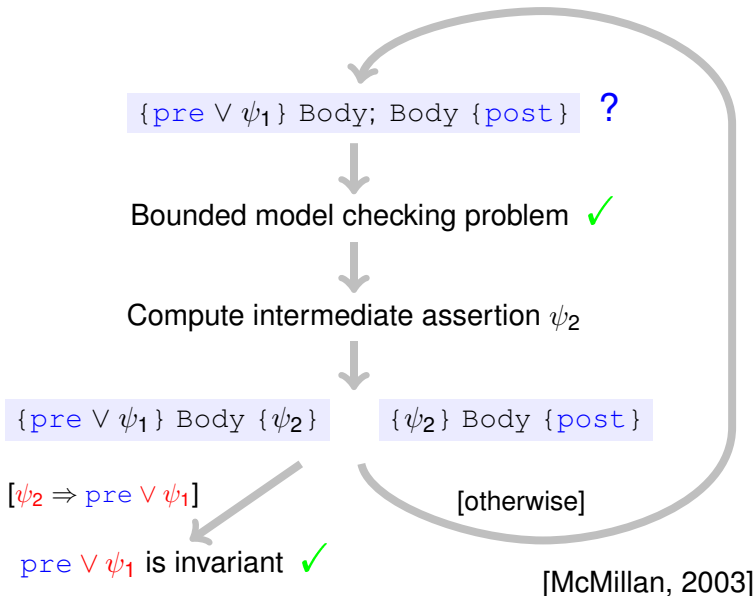 {pre ∨ ψ₁} Body; Body {post} ?
Bounded model checking problem ✓
Compute intermediate assertion ψ₂
{pre ∨ ψ₁} Body {ψ₂} {ψ₂} Body {post}
[ψ₂ ⇒ pre ∨ ψ₁]
[otherwise]
pre ∨ ψ₁ is invariant ✓
[McMillan, 2003]